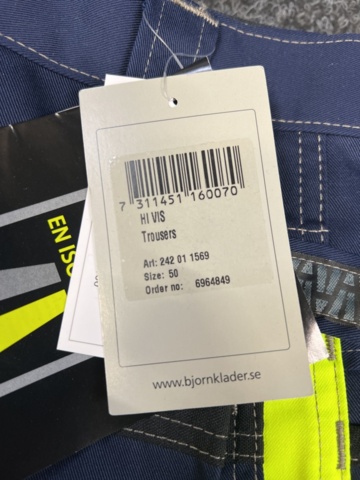 7 311451 160070
HI VIS
Trousers
Art: 242 01 1569
Size: 50
Order no: 6964849
www.bjornklader.se
EN ISO